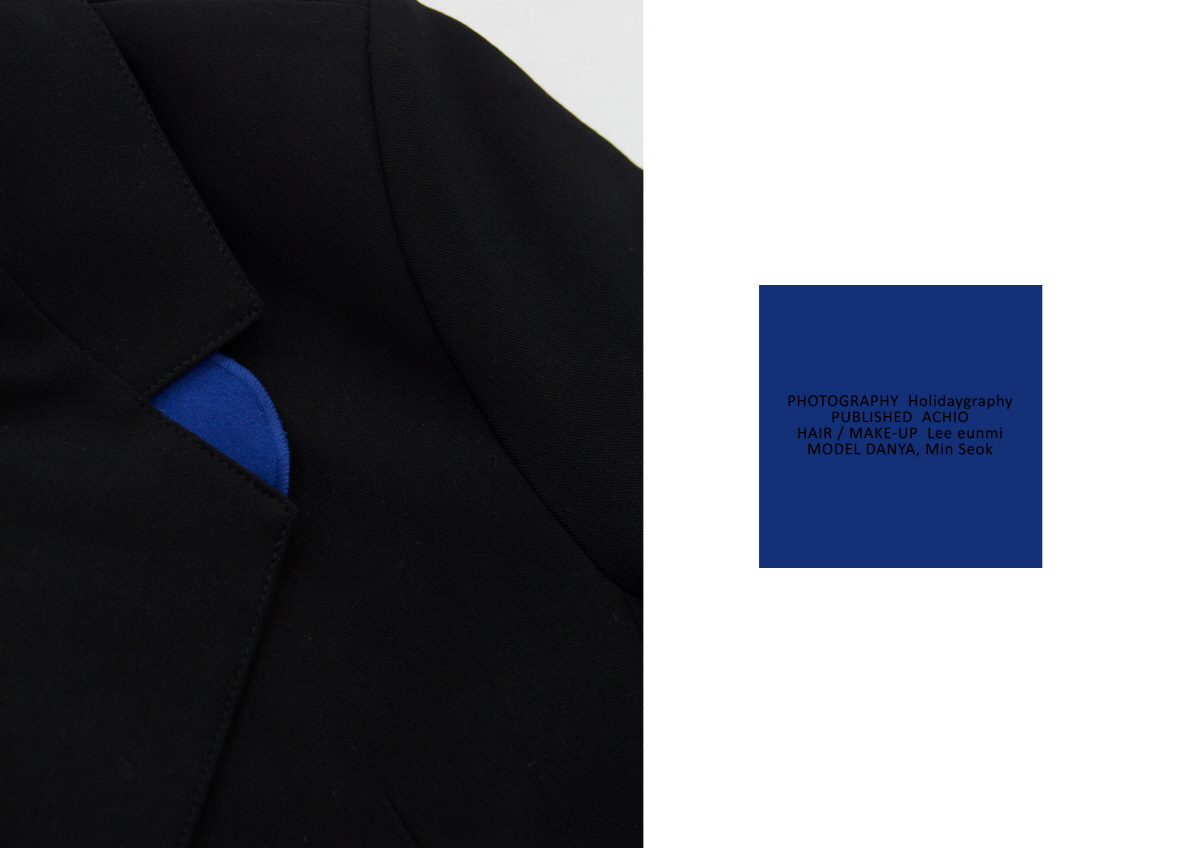 PHOTOGRAPHY  Holidaygraphy
PUBLISHED  ACHIO
HAIR / MAKE-UP  Lee eunmi
MODEL DANYA, Min Seok